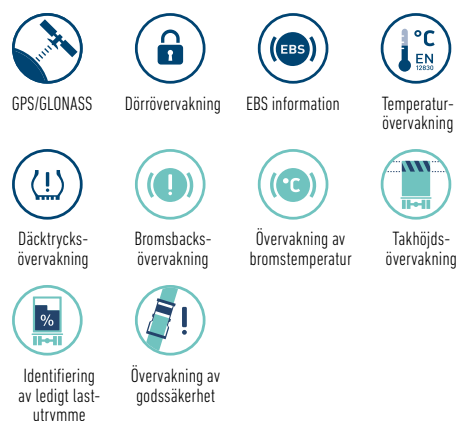 EBS
°C
EN
12830
GPS/GLONASS
Dörrövervakning
EBS information
Temperatur-
övervakning
!
!
°C
Däcktrycks-
övervakning
Bromsbacks-
övervakning
Övervakning av
bromstemperatur
Takhöjds-
övervakning
%
!
Identifiering
av ledigt last-
utrymme
Övervakning av
godssäkerhet